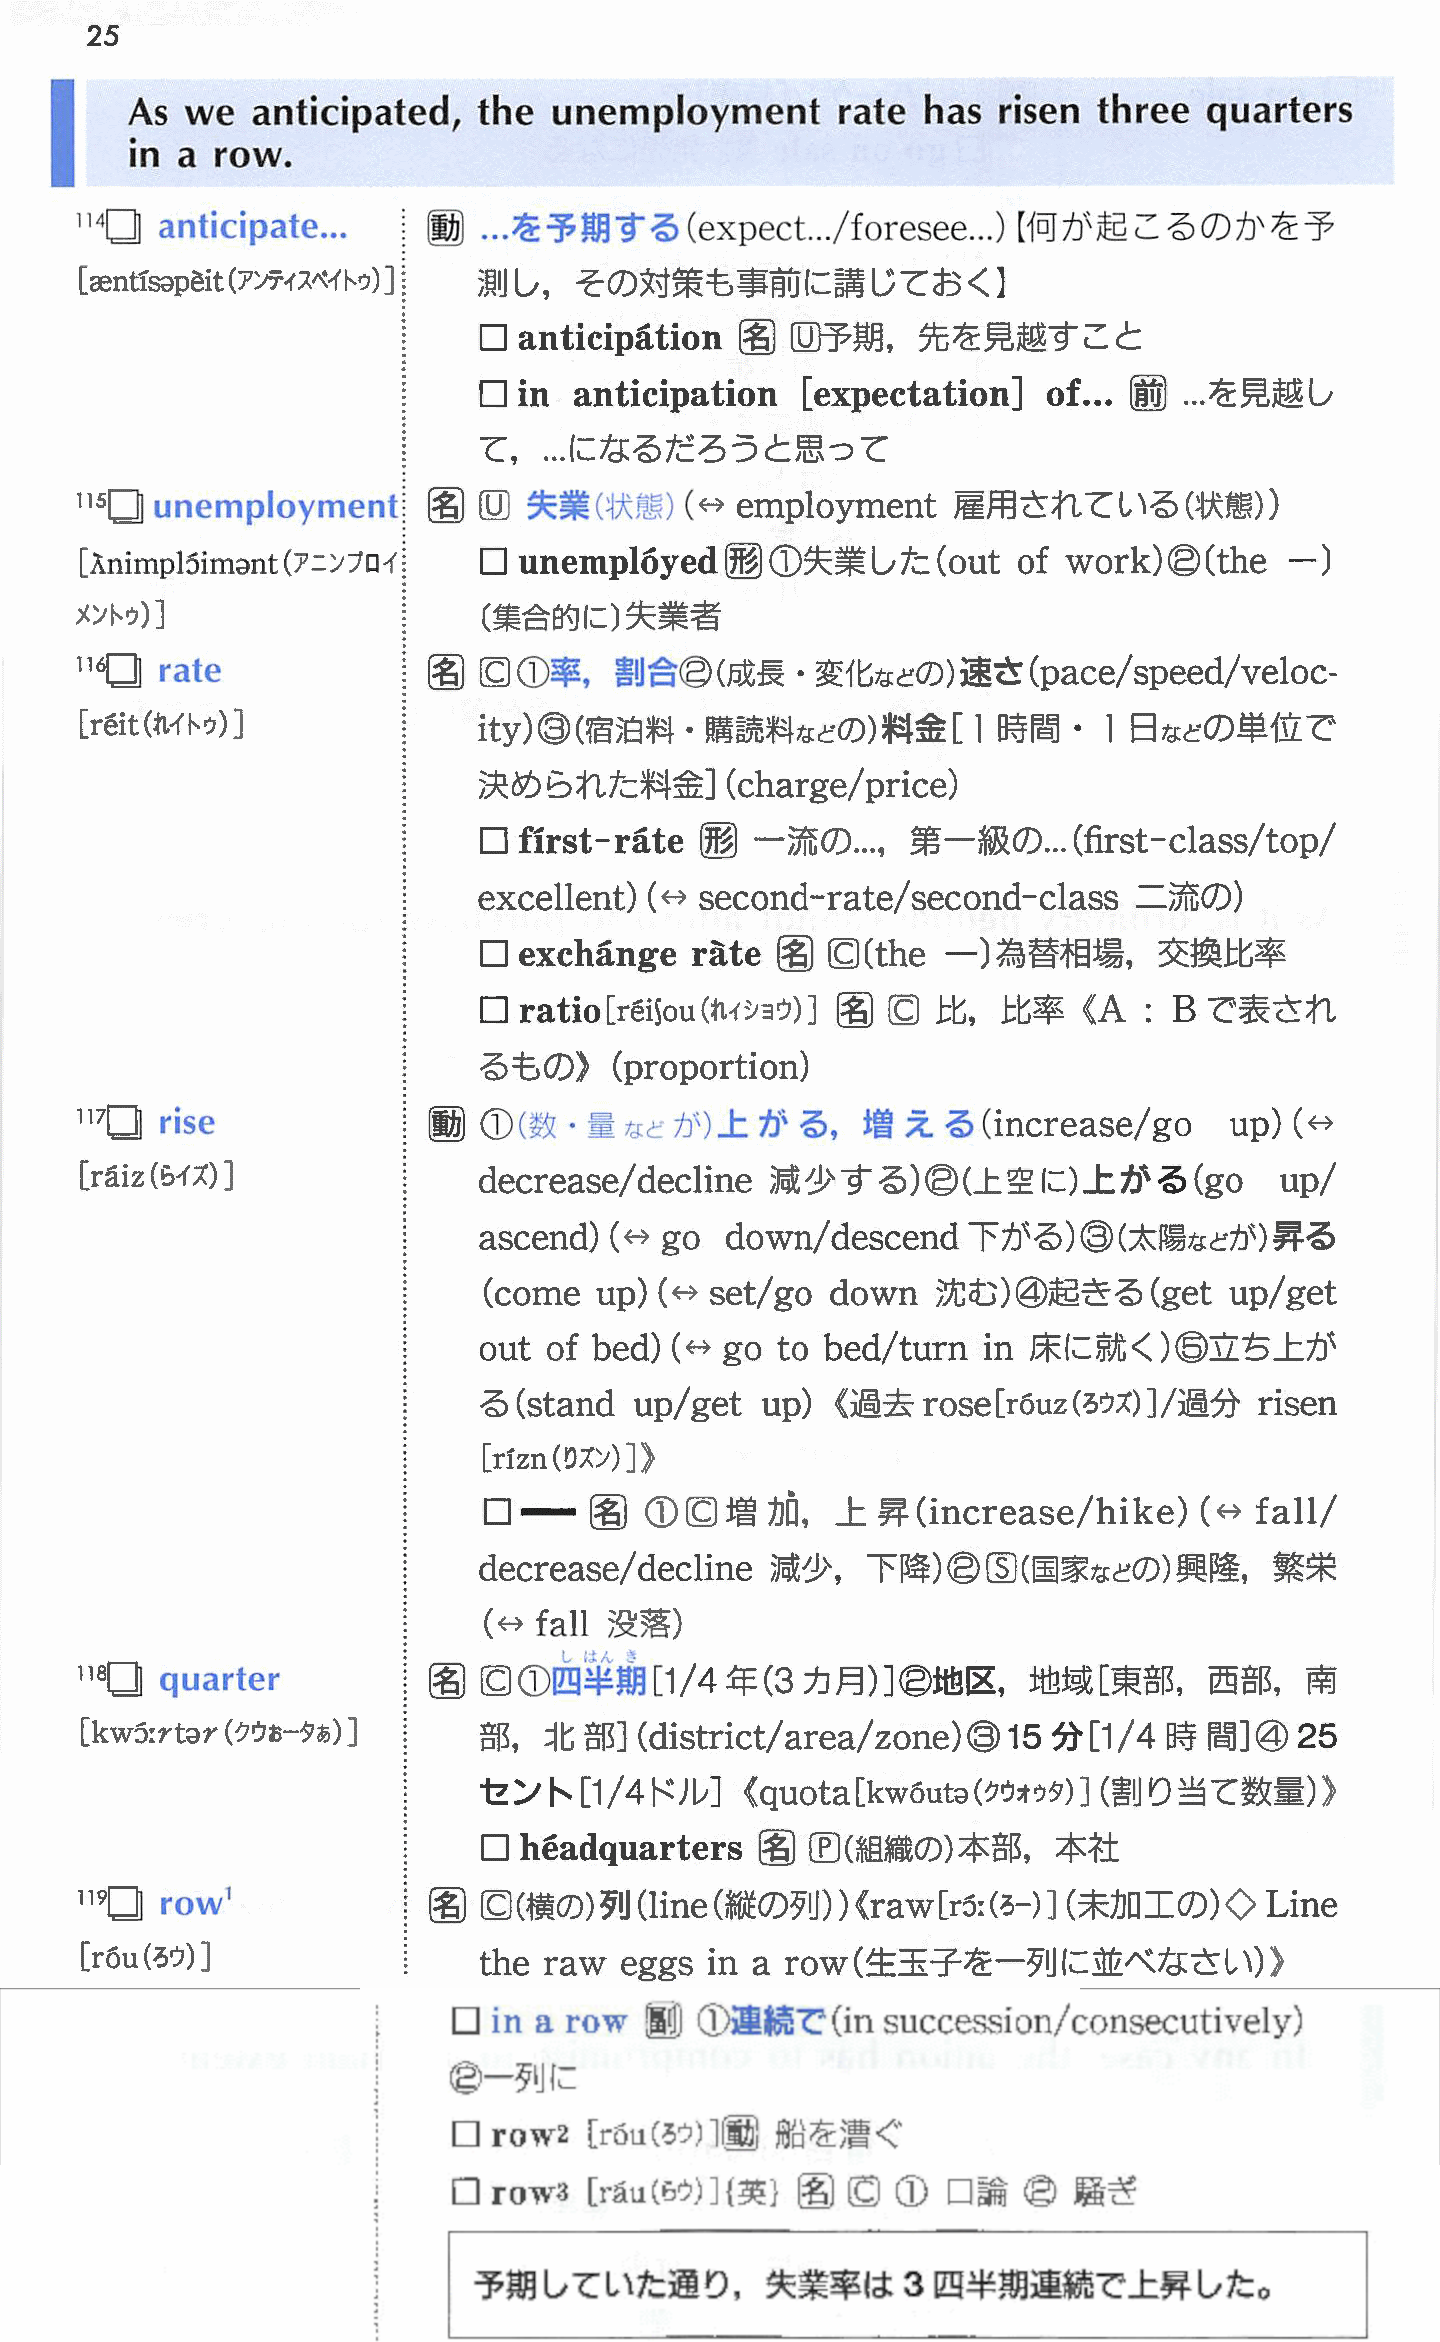 25
As we anticipated, the unemployment rate has risen three quarters
in a row.
114 anticipate...
[æntísəpèit(アンティスペイトゥ)]
動 ...を予期する(expect.../foresee...)【何が起こるのかを予
測し，その対策も事前に講じておく】
□ anticipátion 名 Ⓤ予期，先を見越すこと
□ in anticipation [expectation] of... 前 ...を見越し
て，...になるだろうと思って
115 unemployment
[ʌ̀nimplɔ́imənt(アニンプロイ
メントゥ)]
名 Ⓤ 失業(状態)(↔ employment 雇用されている(状態))
□ unemplóyed 形 ①失業した(out of work)②(the ―)
(集合的に)失業者
116 rate
[réit(れイトゥ)]
名 Ⓒ①率，割合②(成長・変化などの)速さ(pace/speed/veloc-
ity)③(宿泊料・購読料などの)料金[1時間・1日などの単位で
決められた料金](charge/price)
□ fírst-ráte 形 一流の...，第一級の...(first-class/top/
excellent)(↔ second-rate/second-class 二流の)
□ exchánge ràte 名 Ⓒ(the ―)為替相場，交換比率
□ ratio[réiʃou(れイショウ)] 名 Ⓒ 比，比率《A : B で表され
るもの》(proportion)
117 rise
[ráiz(らイズ)]
動 ①(数・量などが)上がる，増える(increase/go up)(↔
decrease/decline 減少する)②(上空に)上がる(go up/
ascend)(↔ go down/descend 下がる)③(太陽などが)昇る
(come up)(↔ set/go down 沈む)④起きる(get up/get
out of bed)(↔ go to bed/turn in 床に就く)⑤立ち上が
る(stand up/get up)《過去 rose[róuz(ろウズ)]/過分 risen
[rízn(りズン)]》
□ ― 名 ①Ⓒ増加，上昇(increase/hike)(↔ fall/
decrease/decline 減少，下降)②Ⓢ(国家などの)興隆，繁栄
(↔ fall 没落)
118 quarter
[kwɔ́ːrtər(クウぉータぁ)]
しはんき
名 Ⓒ①四半期[1/4年(3カ月)]②地区，地域[東部，西部，南
部，北部](district/area/zone)③15分[1/4時間]④25
セント[1/4ドル]《quota[kwóutə(クウォゥタ)](割り当て数量)》
□ héadquarters 名 Ⓟ(組織の)本部，本社
119 row¹
[róu(ろウ)]
名 Ⓒ(横の)列(line(縦の列))《raw[rɔ́ː(ろー)](未加工の)◇ Line
the raw eggs in a row(生玉子を一列に並べなさい)》
□ in a row 副 ①連続で(in succession/consecutively)
②一列に
□ row² [róu(ろウ)]動 船を漕ぐ
□ row³ [ráu(らウ)]{英} 名 Ⓒ ① 口論 ② 騒ぎ
予期していた通り，失業率は3四半期連続で上昇した。